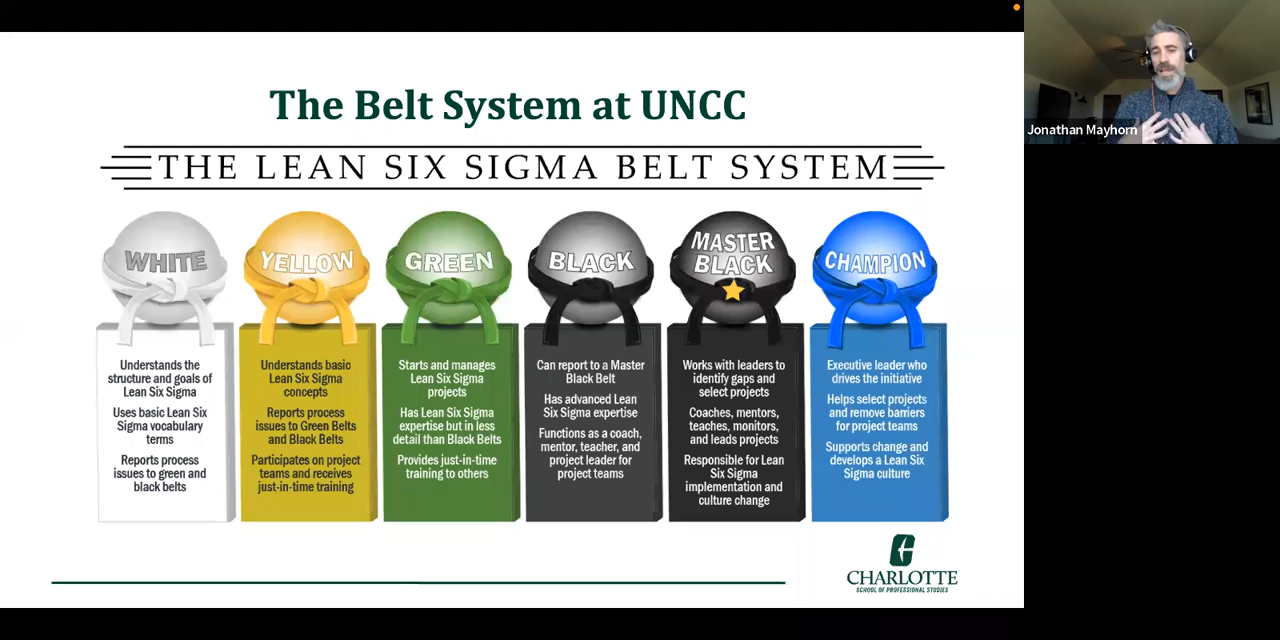 The Belt System at UNCC
THE LEAN SIX SIGMA BELT SYSTEM
WHITE
Understands the
structure and goals of
Lean Six Sigma
Uses basic Lean Six
Sigma vocabulary
terms
Reports process
issues to green and
black belts
YELLOW
Understands basic
Lean Six Sigma
concepts
Reports process
issues to Green Belts
and Black Belts
Participates on project
teams and receives
just-in-time training
GREEN
Starts and manages
Lean Six Sigma
projects
Has Lean Six Sigma
expertise but in less
detail than Black Belts
Provides just-in-time
training to others
BLACK
Can report to a Master
Black Belt
Has advanced Lean
Six Sigma expertise
Functions as a coach,
mentor, teacher, and
project leader for
project teams
MASTER
BLACK
Works with leaders to
identify gaps and
select projects
Coaches, mentors,
teaches, monitors,
and leads projects
Responsible for Lean
Six Sigma
implementation and
culture change
CHAMPION
Executive leader who
drives the initiative
Helps select projects
and remove barriers
for project teams
Supports change and
develops a Lean Six
Sigma culture
CHARLOTTE
SCHOOL OF PROFESSIONAL STUDIES
Jonathan Mayhorn